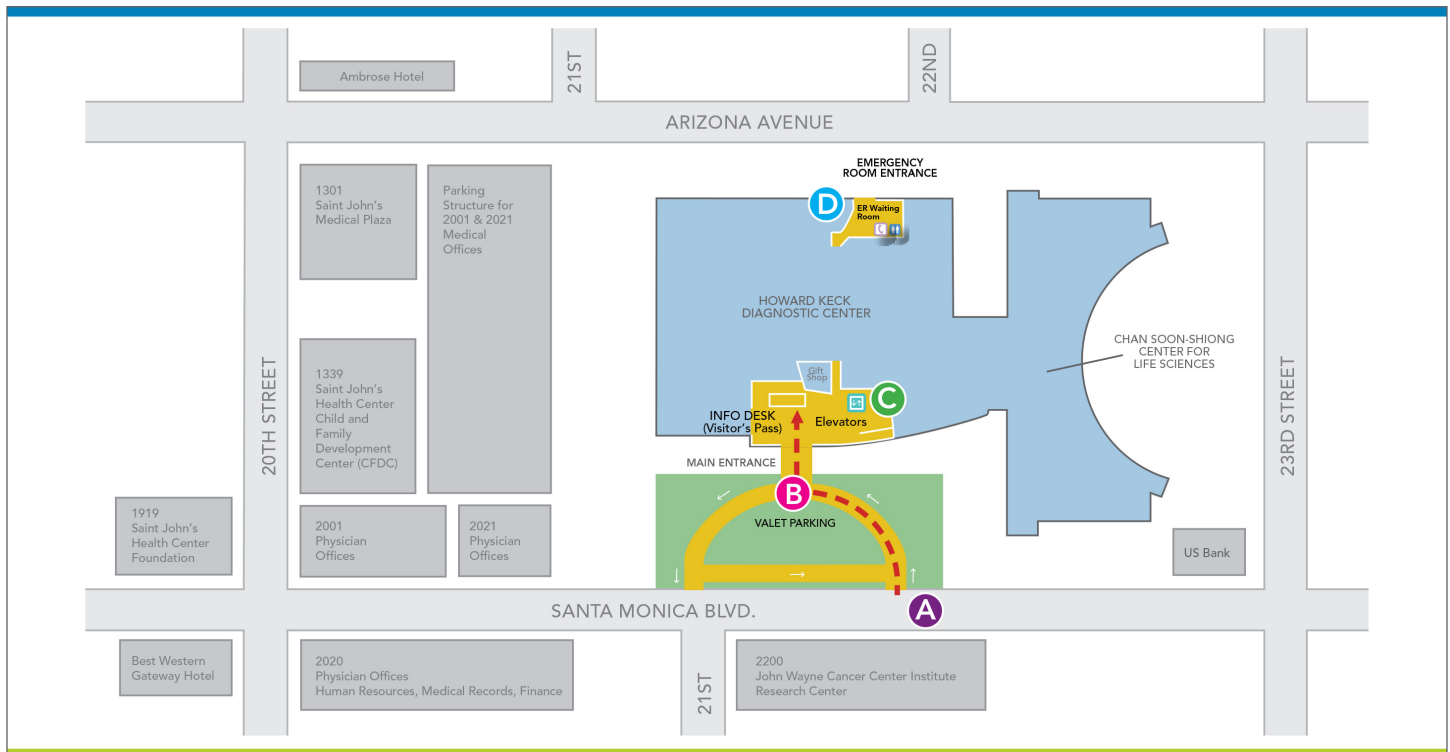 Ambrose Hotel
21ST
22ND
ARIZONA AVENUE
EMERGENCY
ROOM ENTRANCE
1301
Saint John's
Medical Plaza
Parking
Structure for
2001 & 2021
Medical
Offices
D
ER Waiting
Room
HOWARD KECK
DIAGNOSTIC CENTER
CHAN SOON-SHIONG
CENTER FOR
LIFE SCIENCES
20TH STREET
23RD STREET
1339
Saint John's
Health Center
Child and
Family
Development
Center (CFDC)
Gift
Shop
C
INFO DESK
(Visitor's Pass)
Elevators
MAIN ENTRANCE
B
VALET PARKING
1919
Saint John's
Health Center
Foundation
2001
Physician
Offices
2021
Physician
Offices
US Bank
SANTA MONICA BLVD.
A
Best Western
Gateway Hotel
2020
Physician Offices
Human Resources, Medical Records, Finance
21ST
2200
John Wayne Cancer Center Institute
Research Center